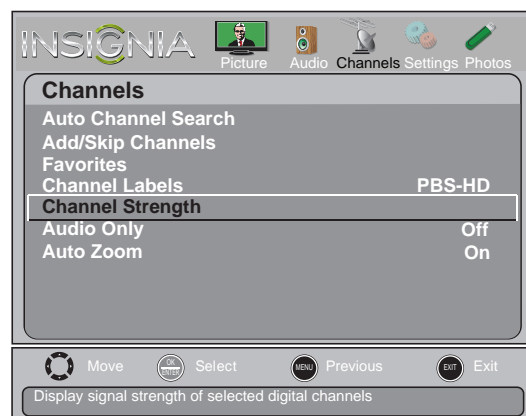 INSIGNIA
Picture Audio Channels Settings Photos
Channels
Auto Channel Search
Add/Skip Channels
Favorites
Channel Labels PBS-HD
Channel Strength
Audio Only Off
Auto Zoom On
Move OK ENTER Select MENU Previous EXIT Exit
Display signal strength of selected digital channels